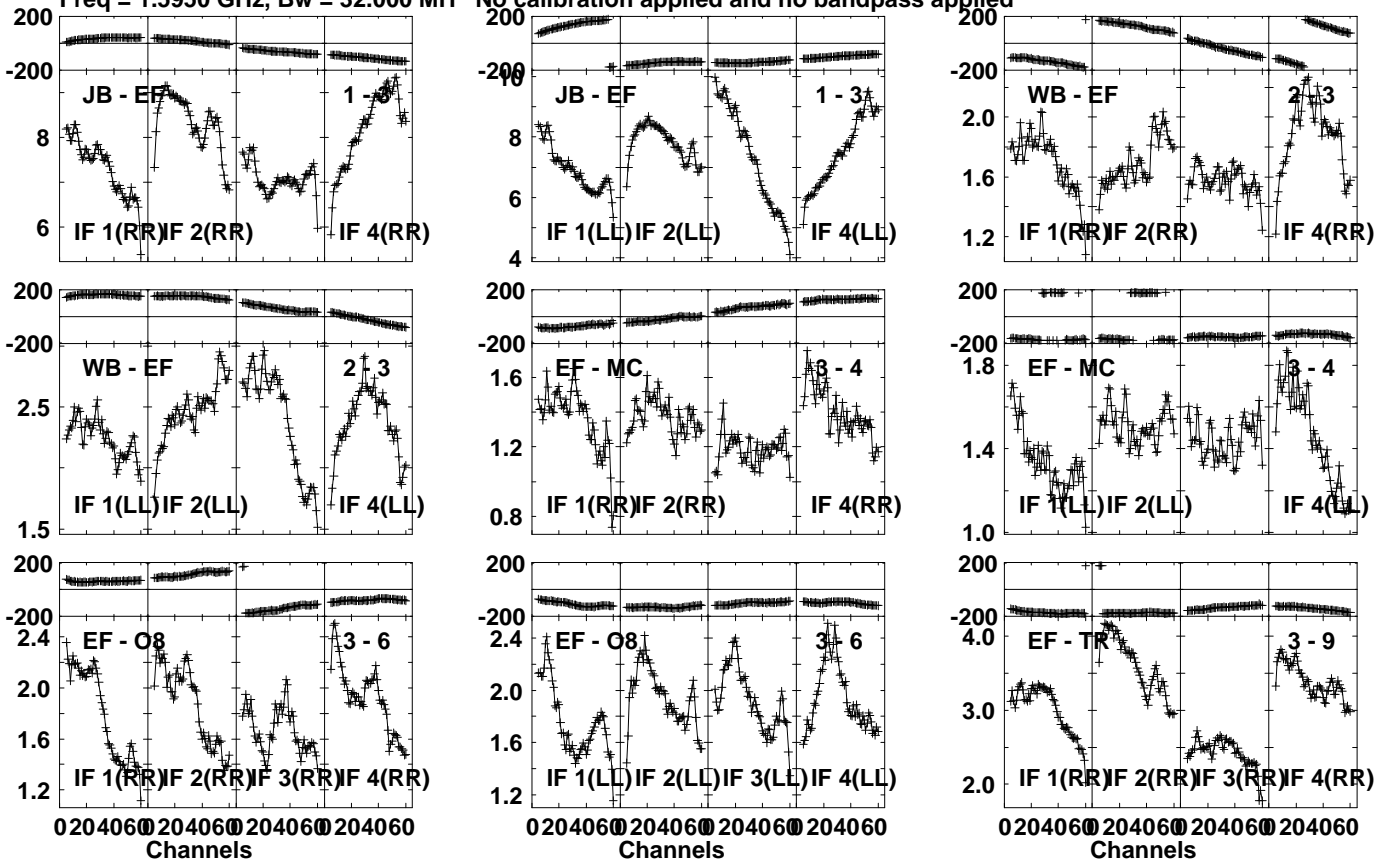 Freq = 1.5950 GHz, Bw = 32.000 MH No calibration applied and no bandpass applied
200
-200
JB - EF 1 - 3
8
6
IF 1(RR) IF 2(RR) IF 4(RR)
200
-200
10
JB - EF 1 - 3
8
6
4
IF 1(LL) IF 2(LL) IF 4(LL)
200
-200
WB - EF 2 - 3
2.0
1.6
1.2
IF 1(RR) IF 2(RR) IF 4(RR)
200
-200
WB - EF 2 - 3
2.5
1.5
IF 1(LL) IF 2(LL) IF 4(LL)
200
-200
EF - MC 3 - 4
1.6
1.2
0.8
IF 1(RR) IF 2(RR) IF 4(RR)
200
-200
EF - MC 3 - 4
1.8
1.4
1.0
IF 1(LL) IF 2(LL) IF 4(LL)
200
-200
EF - O8 3 - 6
2.4
2.0
1.6
1.2
IF 1(RR) IF 2(RR) IF 3(RR) IF 4(RR)
0 20 40 60 0 20 40 60 0 20 40 60 0 20 40 60
Channels
200
-200
EF - O8 3 - 6
2.4
2.0
1.6
1.2
IF 1(LL) IF 2(LL) IF 3(LL) IF 4(LL)
0 20 40 60 0 20 40 60 0 20 40 60 0 20 40 60
Channels
200
-200
EF - TR 3 - 9
4.0
3.0
2.0
IF 1(RR) IF 2(RR) IF 3(RR) IF 4(RR)
0 20 40 60 0 20 40 60 0 20 40 60 0 20 40 60
Channels